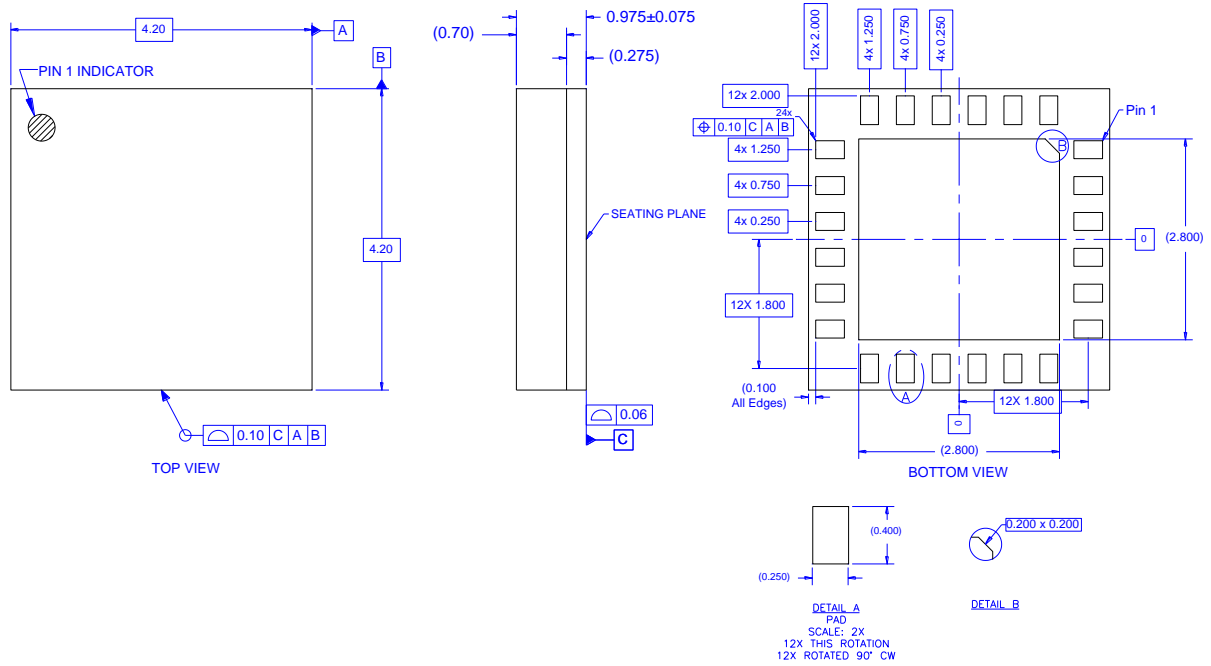 4.20
A
B
PIN 1 INDICATOR
4.20
0.10 C A B
TOP VIEW
0.975±0.075
(0.70)
(0.275)
SEATING PLANE
0.06
C
12x 2.000
4x 1.250
4x 0.750
4x 0.250
12x 2.000
24x
0.10 C A B
4x 1.250
4x 0.750
4x 0.250
12X 1.800
Pin 1
B
0
(2.800)
(0.100
All Edges)
A
12X 1.800
0
(2.800)
BOTTOM VIEW
(0.400)
(0.250)
DETAIL A
PAD
SCALE: 2X
12X THIS ROTATION
12X ROTATED 90° CW
0.200 x 0.200
DETAIL B